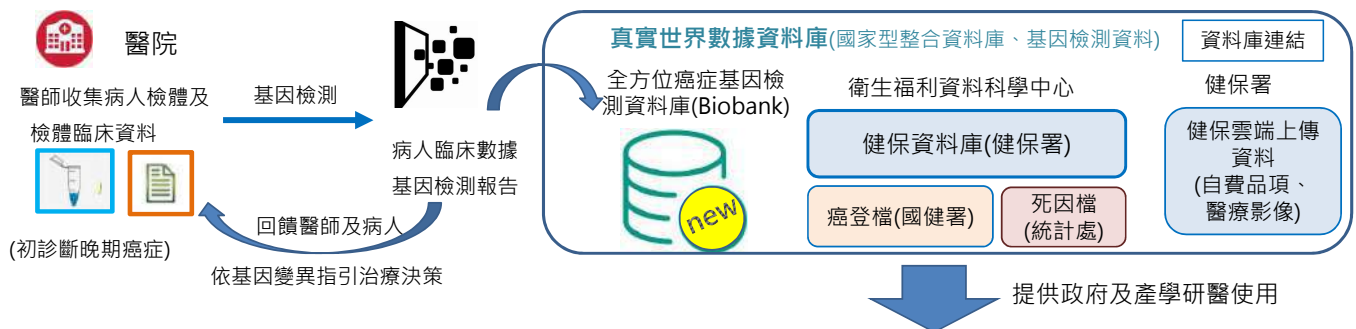 醫院
醫師收集病人檢體及
檢體臨床資料
(初診斷晚期癌症)
基因檢測
病人臨床數據
基因檢測報告
回饋醫師及病人
依基因變異指引治療決策
真實世界數據資料庫(國家型整合資料庫、基因檢測資料)
資料庫連結
全方位癌症基因檢
測資料庫(Biobank)
new
衛生福利資料科學中心
健保資料庫(健保署)
癌登檔(國健署)
死因檔
(統計處)
健保署
健保雲端上傳
資料
(自費品項、
醫療影像)
提供政府及產學研醫使用